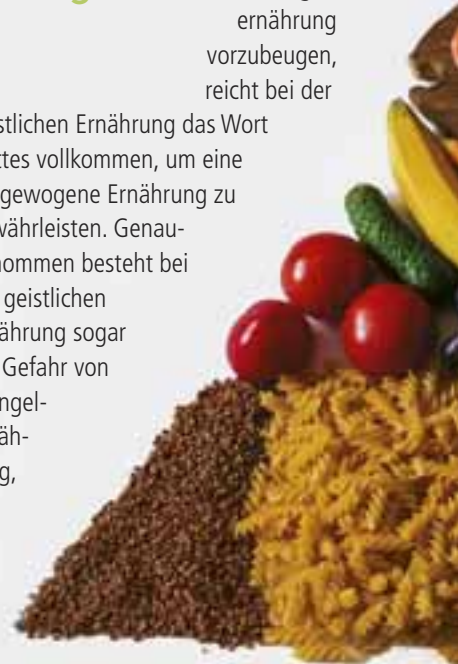 ernährung
vorzubeugen,
reicht bei der
stlichen Ernährung das Wort
ttes vollkommen, um eine
gewogene Ernährung zu
währleisten. Genau-
ommen besteht bei
geistlichen
ährung sogar
Gefahr von
ngel-
äh-
g,